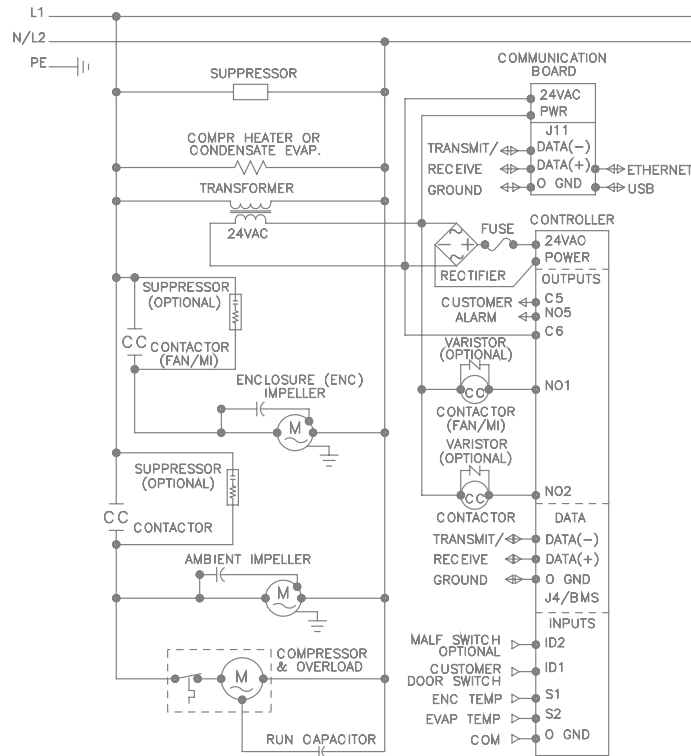 L1
N/L2
PE
SUPPRESSOR
COMPR HEATER OR
CONDENSATE EVAP.
TRANSFORMER
24VAC
SUPPRESSOR
(OPTIONAL)
CC
CONTACTOR
(FAN/MI)
ENCLOSURE (ENC)
IMPELLER
M
SUPPRESSOR
(OPTIONAL)
CC
CONTACTOR
AMBIENT IMPELLER
M
COMPRESSOR
& OVERLOAD
M
RUN CAPACITOR
COMMUNICATION
BOARD
24VAC
PWR
J11
TRANSMIT/
DATA(-)
RECEIVE
DATA(+)
ETHERNET
GROUND
O GND
USB
CONTROLLER
FUSE
24VAO
POWER
RECTIFIER
OUTPUTS
CUSTOMER
ALARM
C5
NO5
C6
VARISTOR
(OPTIONAL)
CC
NO1
CONTACTOR
(FAN/MI)
VARISTOR
(OPTIONAL)
CC
NO2
CONTACTOR
DATA
TRANSMIT/
DATA(-)
RECEIVE
DATA(+)
GROUND
O GND
J4/BMS
INPUTS
MALF SWITCH
OPTIONAL
ID2
CUSTOMER
DOOR SWITCH
ID1
ENC TEMP
S1
EVAP TEMP
S2
COM
O GND